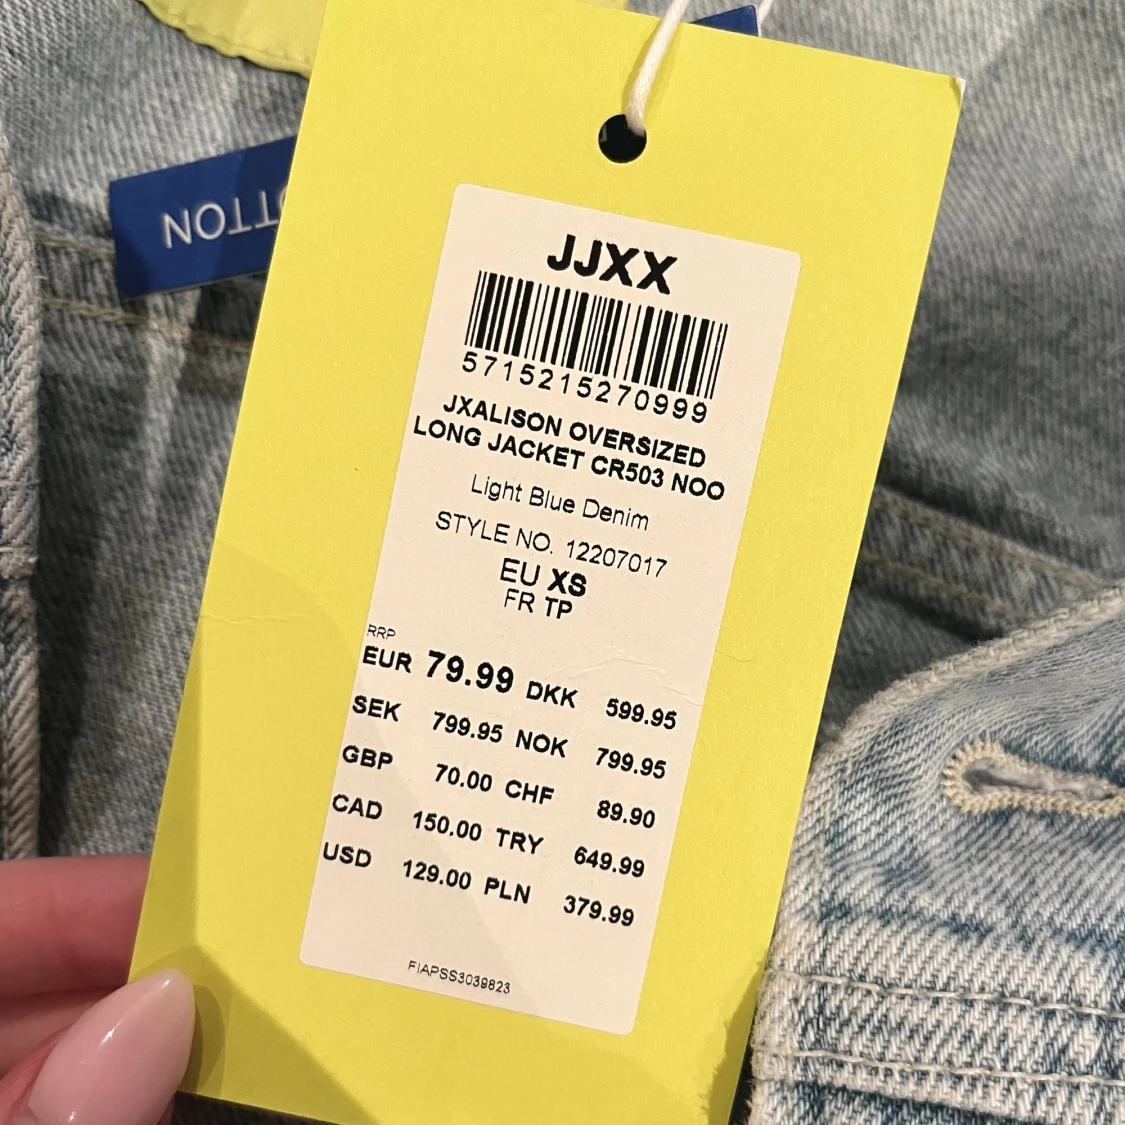 OTTON
JJXX
5715215270999
JXALISON OVERSIZED
LONG JACKET CR503 NOO
Light Blue Denim
STYLE NO. 12207017
EU XS
FR TP
RRP
EUR 79.99 DKK 599.95
SEK 799.95 NOK 799.95
GBP 70.00 CHF 89.90
CAD 150.00 TRY 649.99
USD 129.00 PLN 379.99
FIAPSS3039823